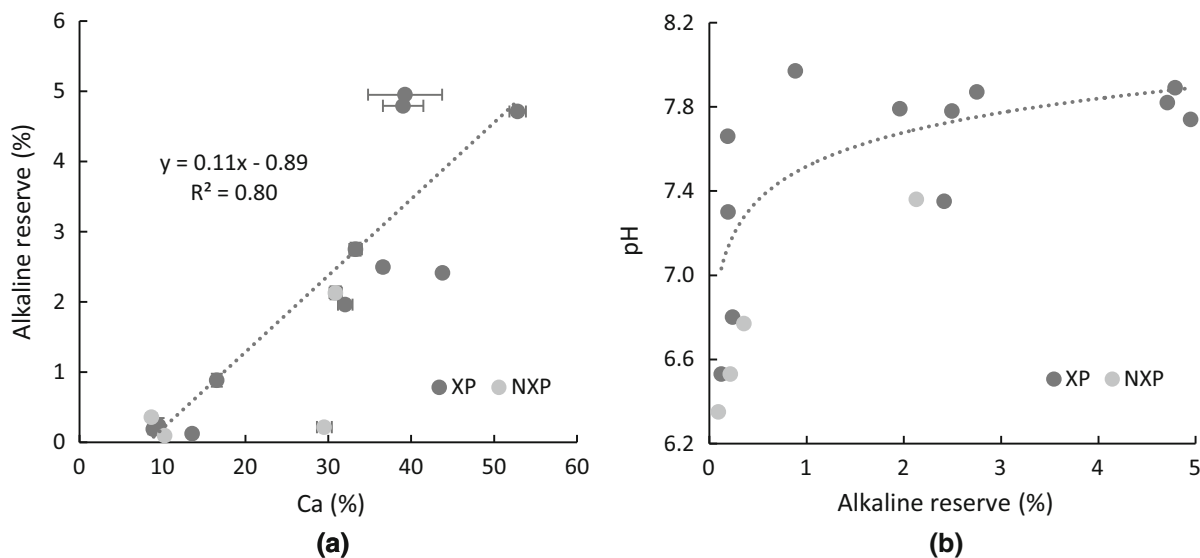 6
5
4
3
2
1
0
Alkaline reserve (%)
y = 0.11x - 0.89
R² = 0.80
XP NXP
0 10 20 30 40 50 60
Ca (%)
(a)
8.2
7.8
7.4
7.0
6.6
6.2
pH
XP NXP
0 1 2 3 4 5
Alkaline reserve (%)
(b)